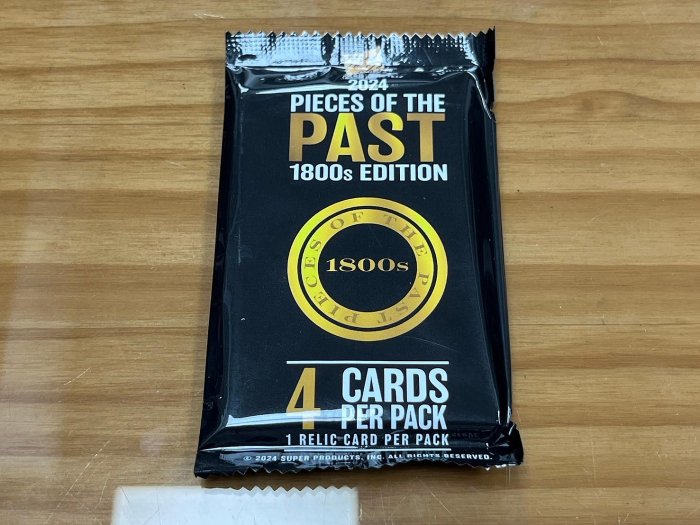 2024
PIECES OF THE
PAST
1800s EDITION
PIECES OF THE PAST
1800s
4 CARDS
PER PACK
1 RELIC CARD PER PACK
© 2024 SUPER PRODUCTS, INC. ALL RIGHTS RESERVED.